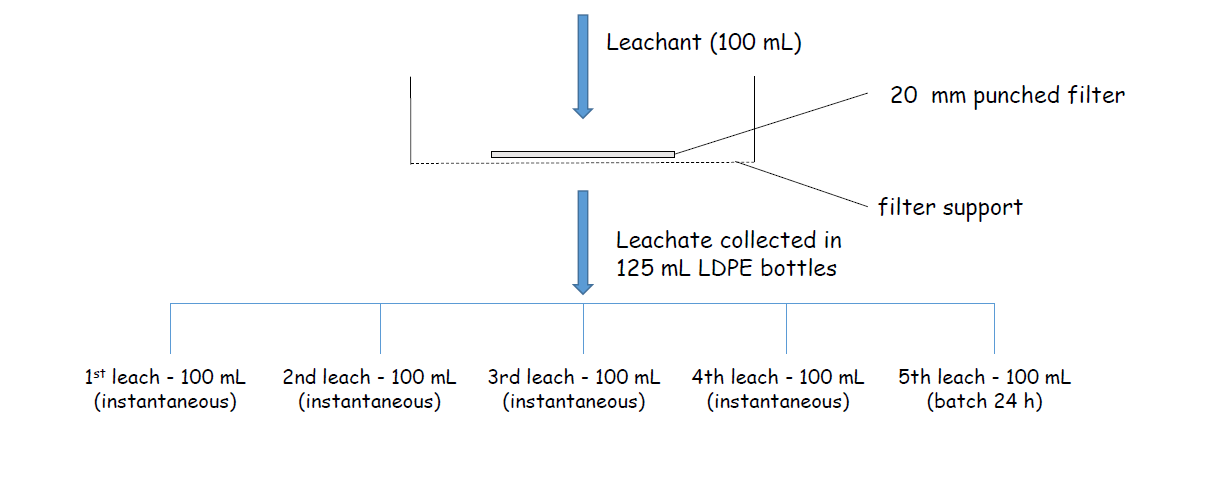 Leachant (100 mL)
20 mm punched filter
filter support
Leachate collected in
125 mL LDPE bottles
1st leach - 100 mL
(instantaneous)
2nd leach - 100 mL
(instantaneous)
3rd leach - 100 mL
(instantaneous)
4th leach - 100 mL
(instantaneous)
5th leach - 100 mL
(batch 24 h)